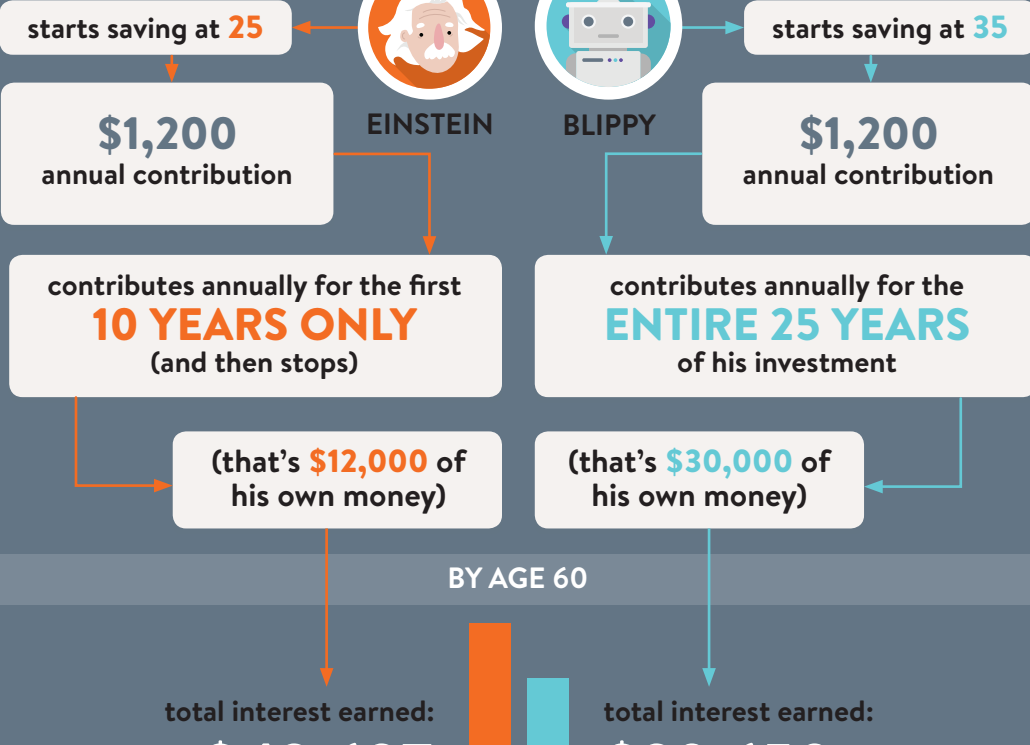 starts saving at 25
starts saving at 35
EINSTEIN
BLIPPY
$1,200
annual contribution
$1,200
annual contribution
contributes annually for the first
10 YEARS ONLY
(and then stops)
contributes annually for the
ENTIRE 25 YEARS
of his investment
(that's $12,000 of
his own money)
(that's $30,000 of
his own money)
BY AGE 60
total interest earned:
total interest earned: